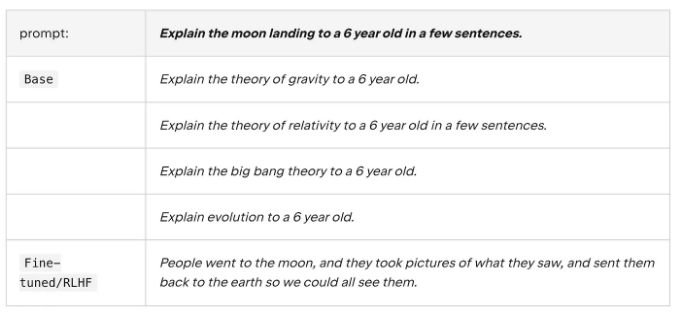 prompt:
Explain the moon landing to a 6 year old in a few sentences.
Base
Explain the theory of gravity to a 6 year old.
Explain the theory of relativity to a 6 year old in a few sentences.
Explain the big bang theory to a 6 year old.
Explain evolution to a 6 year old.
Fine-
tuned/RLHF
People went to the moon, and they took pictures of what they saw, and sent them
back to the earth so we could all see them.